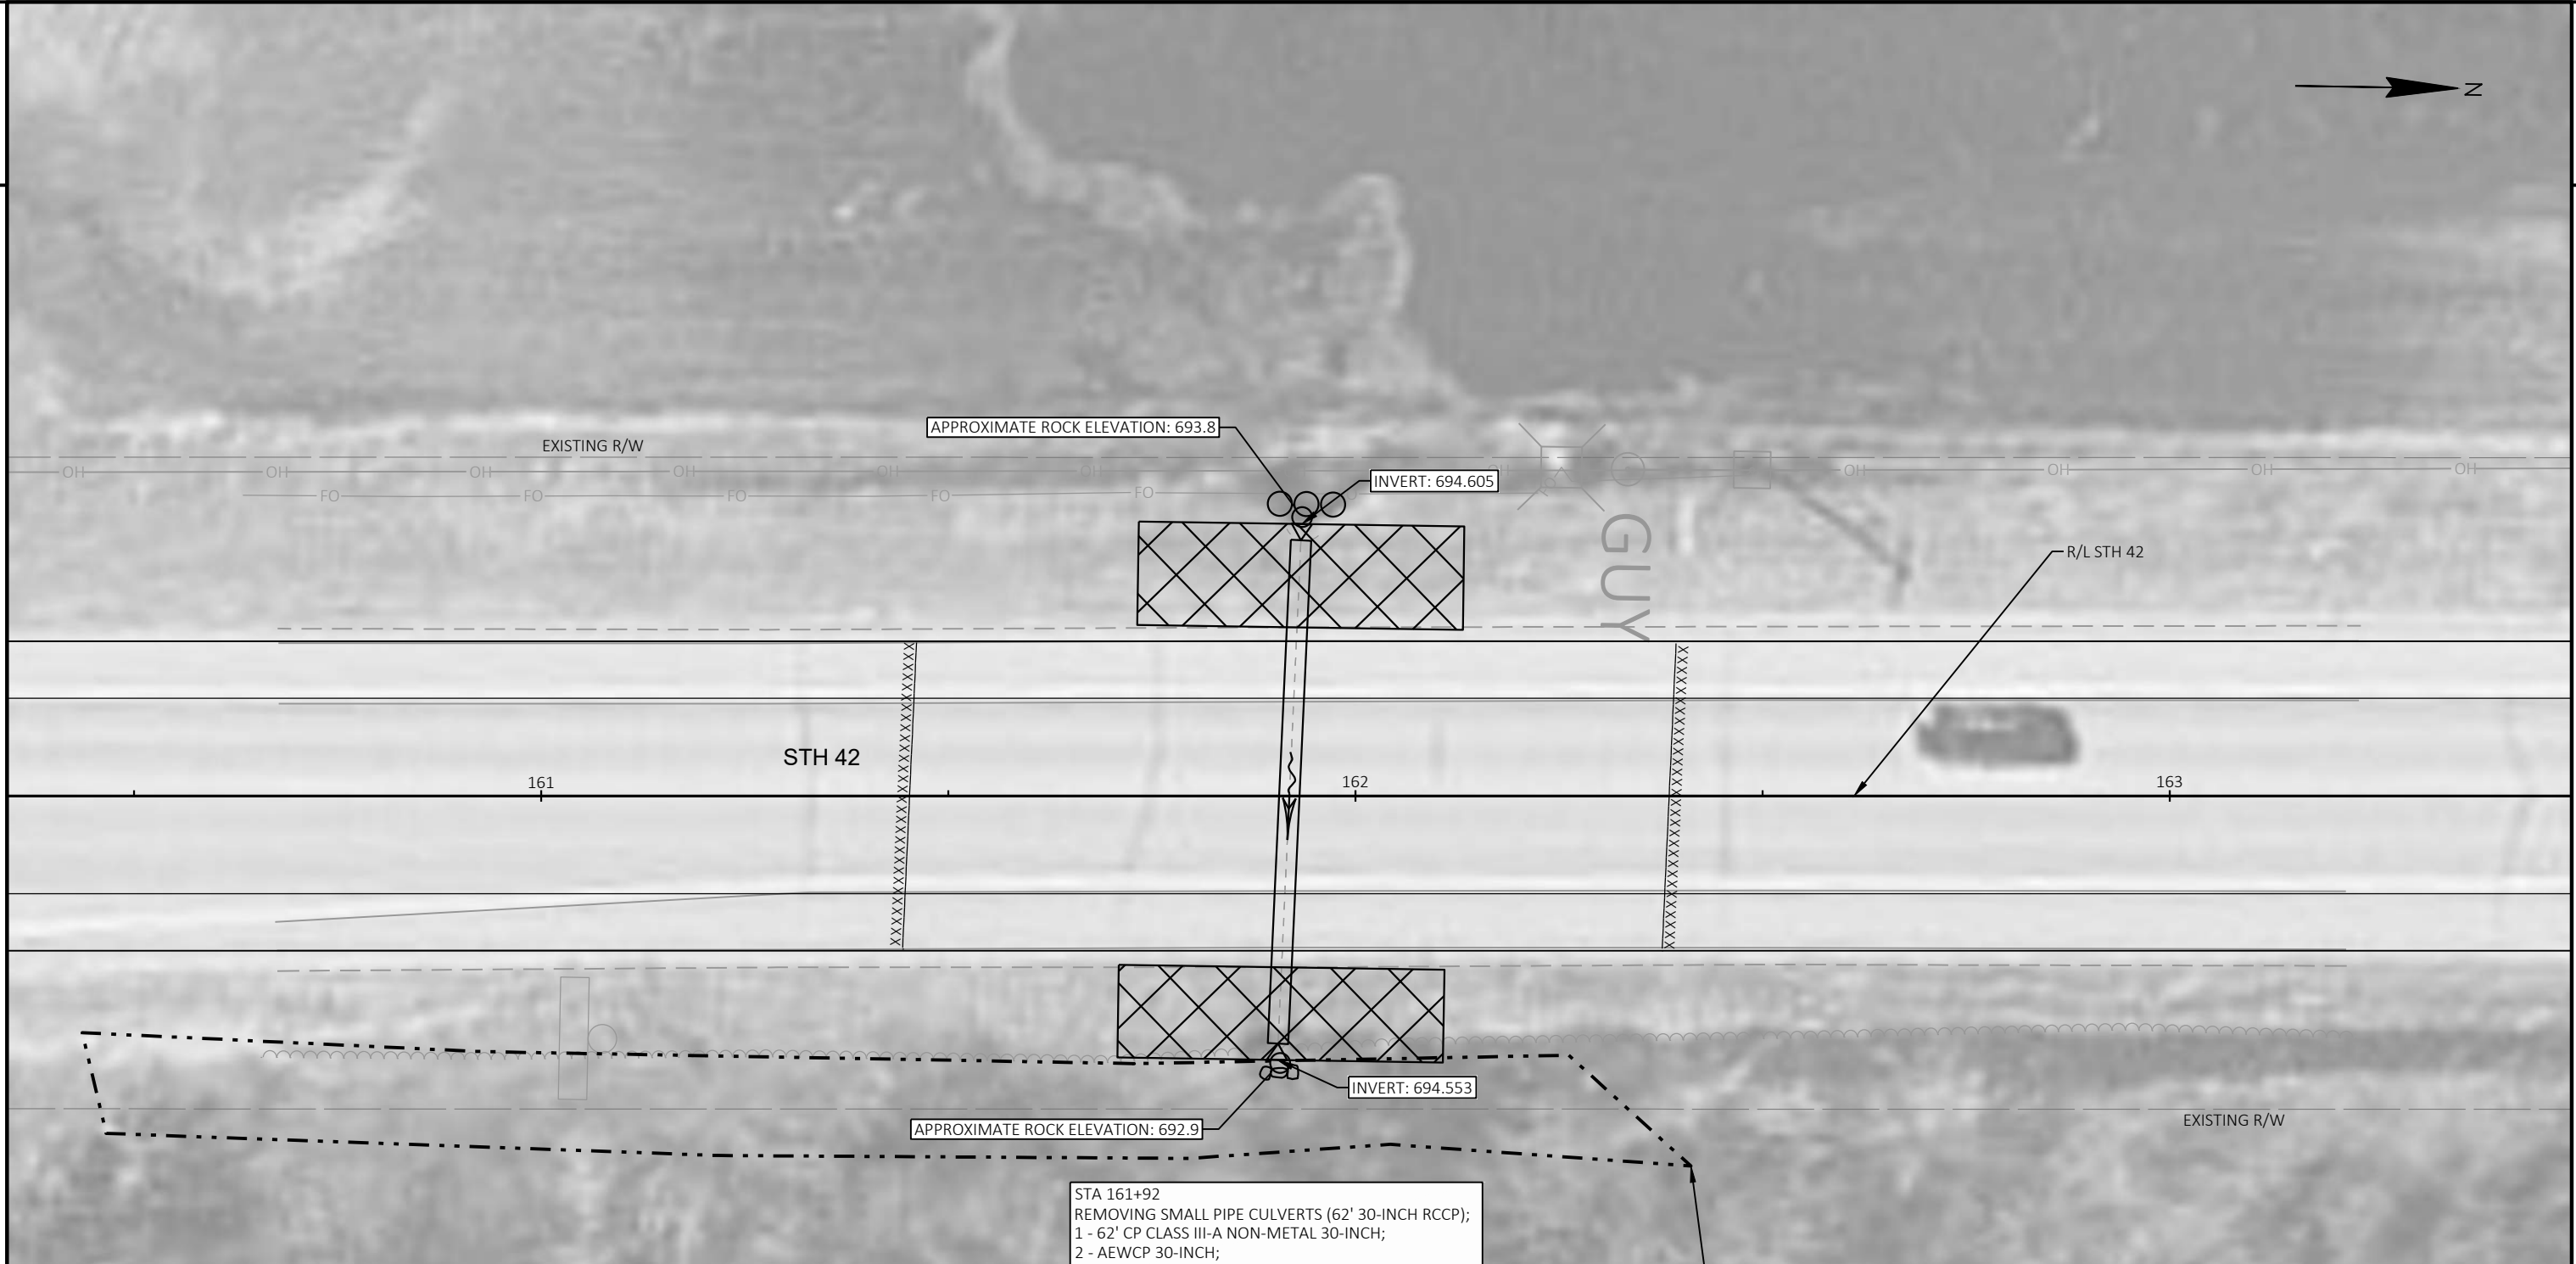 N
APPROXIMATE ROCK ELEVATION: 693.8
EXISTING R/W
OH OH OH OH OH OH OH OH OH OH OH
INVERT: 694.605
FO FO FO FO FO FO
GUY
R/L STH 42
STH 42
161 162 163
INVERT: 694.553
APPROXIMATE ROCK ELEVATION: 692.9
EXISTING R/W
STA 161+92
REMOVING SMALL PIPE CULVERTS (62' 30-INCH RCCP);
1 - 62' CP CLASS III-A NON-METAL 30-INCH;
2 - AEWCP 30-INCH;